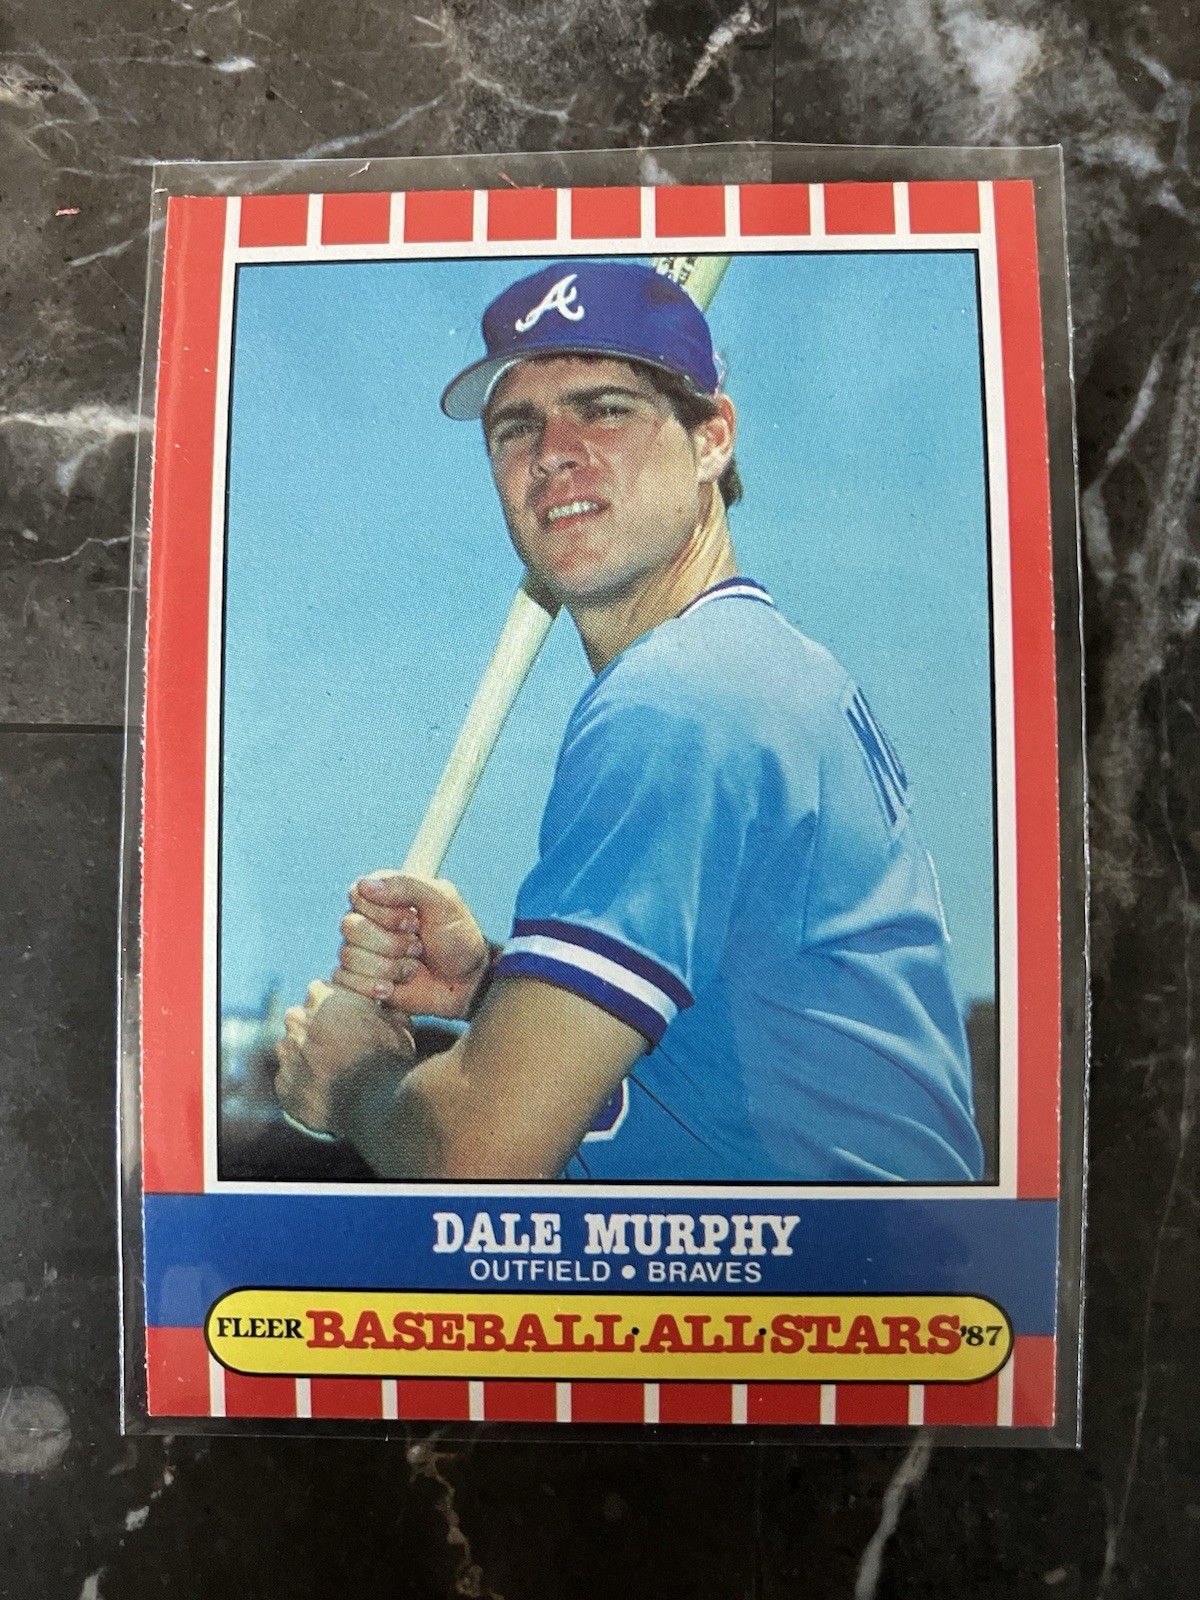 A
DALE MURPHY
OUTFIELD • BRAVES
FLEER BASEBALL·ALL·STARS '87